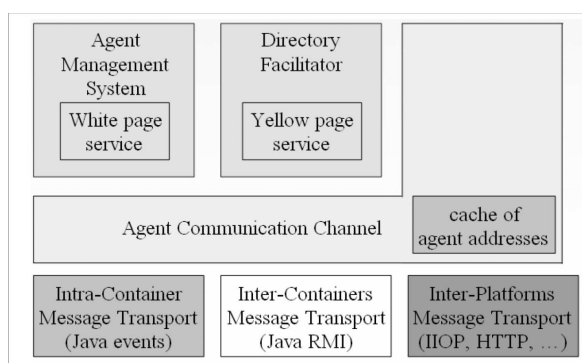 Agent
Management
System
White page
service
Directory
Facilitator
Yellow page
service
Agent Communication Channel
cache of
agent addresses
Intra-Container
Message Transport
(Java events)
Inter-Containers
Message Transport
(Java RMI)
Inter-Platforms
Message Transport
(IIOP, HTTP, …)